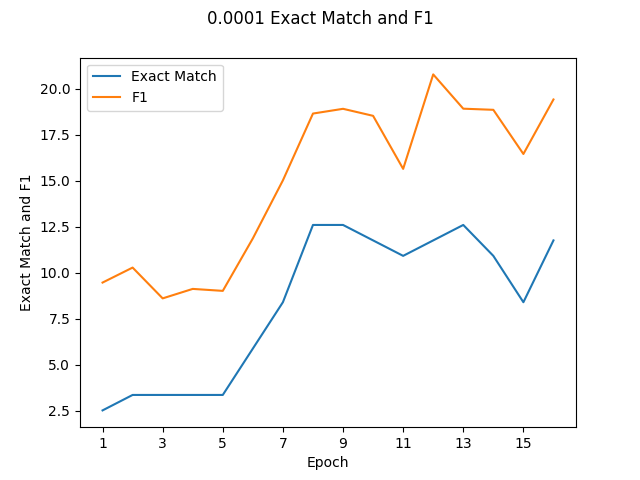 0.0001 Exact Match and F1
Exact Match
F1
20.0
17.5
15.0
12.5
10.0
7.5
5.0
2.5
Exact Match and F1
1 3 5 7 9 11 13 15
Epoch